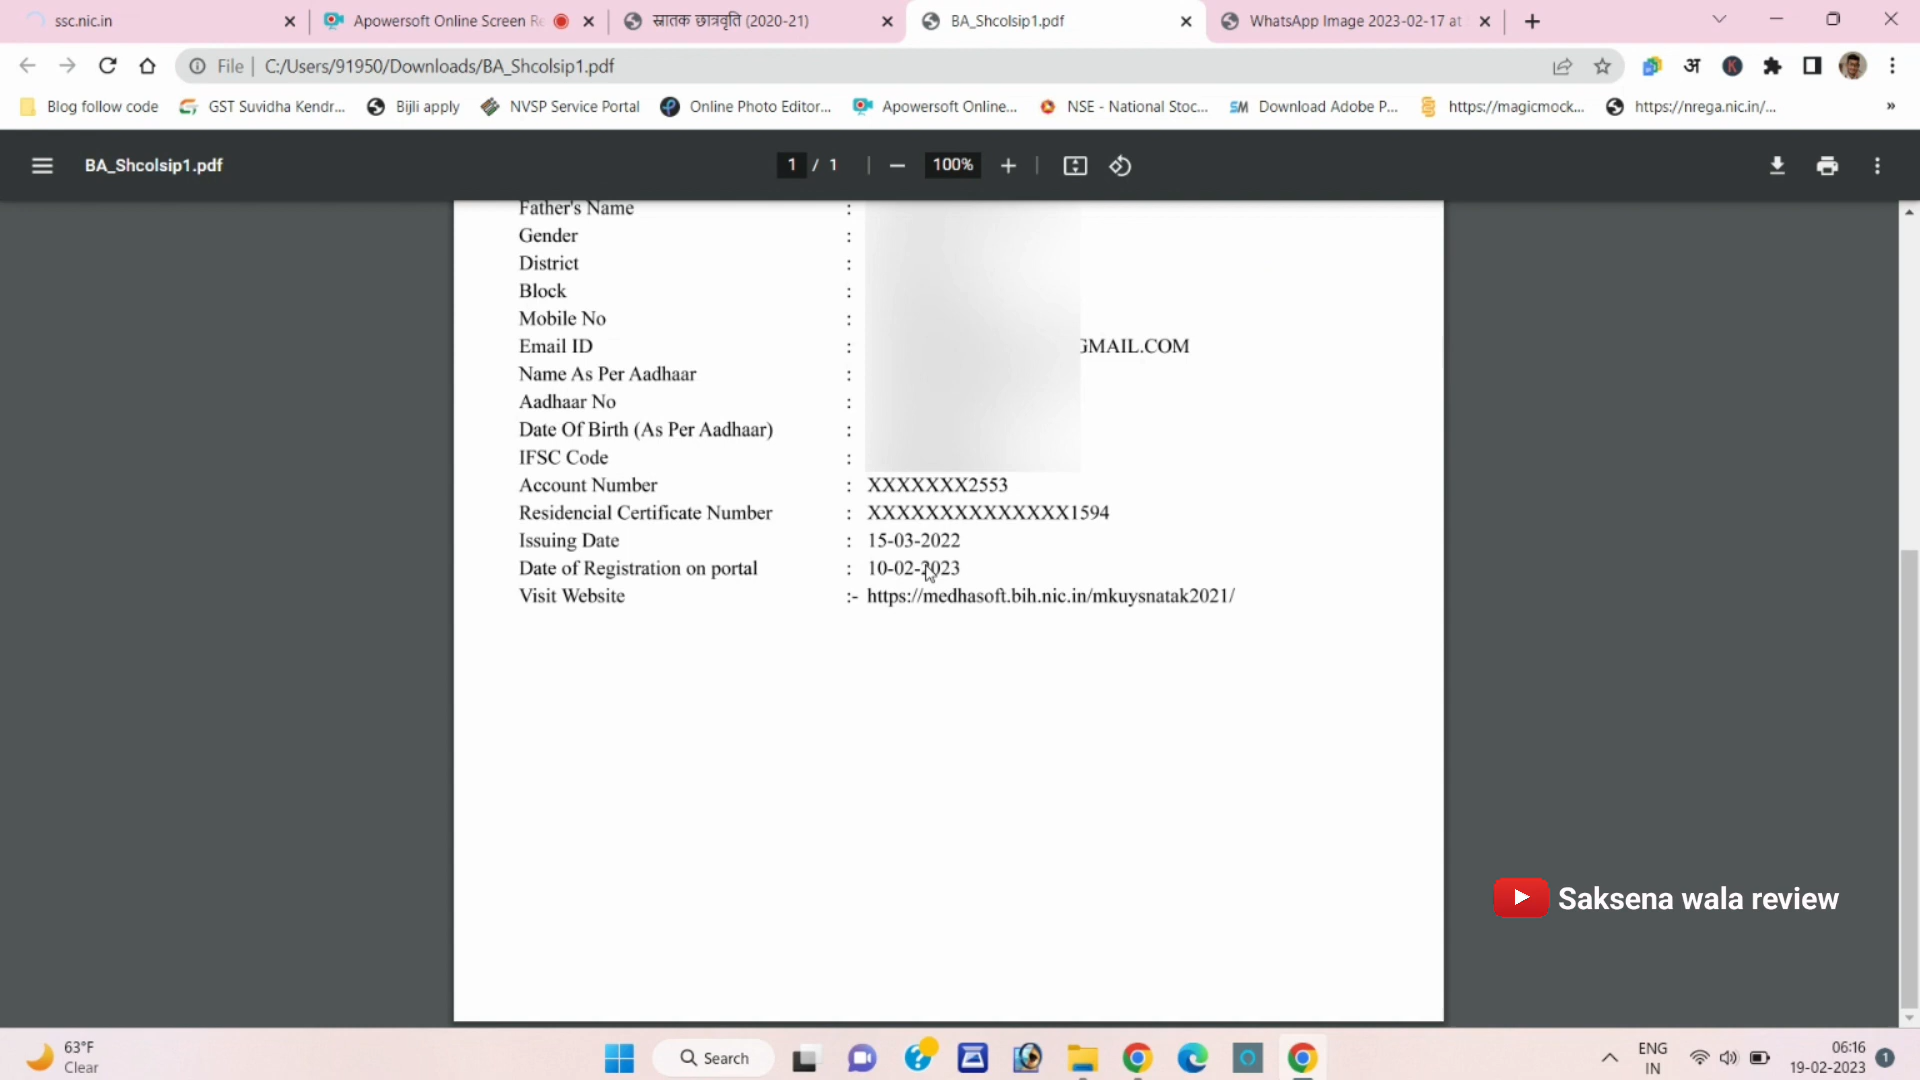 ssc.nic.in
Apowersoft Online Screen Re
स्नातक छात्रवृति (2020-21)
BA_Shcolsip1.pdf
WhatsApp Image 2023-02-17 at
File
C:/Users/91950/Downloads/BA_Shcolsip1.pdf
अ
K
Blog follow code
GST Suvidha Kendr...
Bijli apply
NVSP Service Portal
Online Photo Editor...
Apowersoft Online...
NSE - National Stoc...
SM Download Adobe P...
https://magicmock...
https://nrega.nic.in/...
»
BA_Shcolsip1.pdf
1 / 1
100%
Father's Name :
Gender :
District :
Block :
Mobile No :
Email ID : GMAIL.COM
Name As Per Aadhaar :
Aadhaar No :
Date Of Birth (As Per Aadhaar) :
IFSC Code :
Account Number : XXXXXXX2553
Residencial Certificate Number : XXXXXXXXXXXXXX1594
Issuing Date : 15-03-2022
Date of Registration on portal : 10-02-2023
Visit Website :- https://medhasoft.bih.nic.in/mkuysnatak2021/
Saksena wala review
63°F
Clear
Search
ENG
IN
06:16
19-02-2023
1